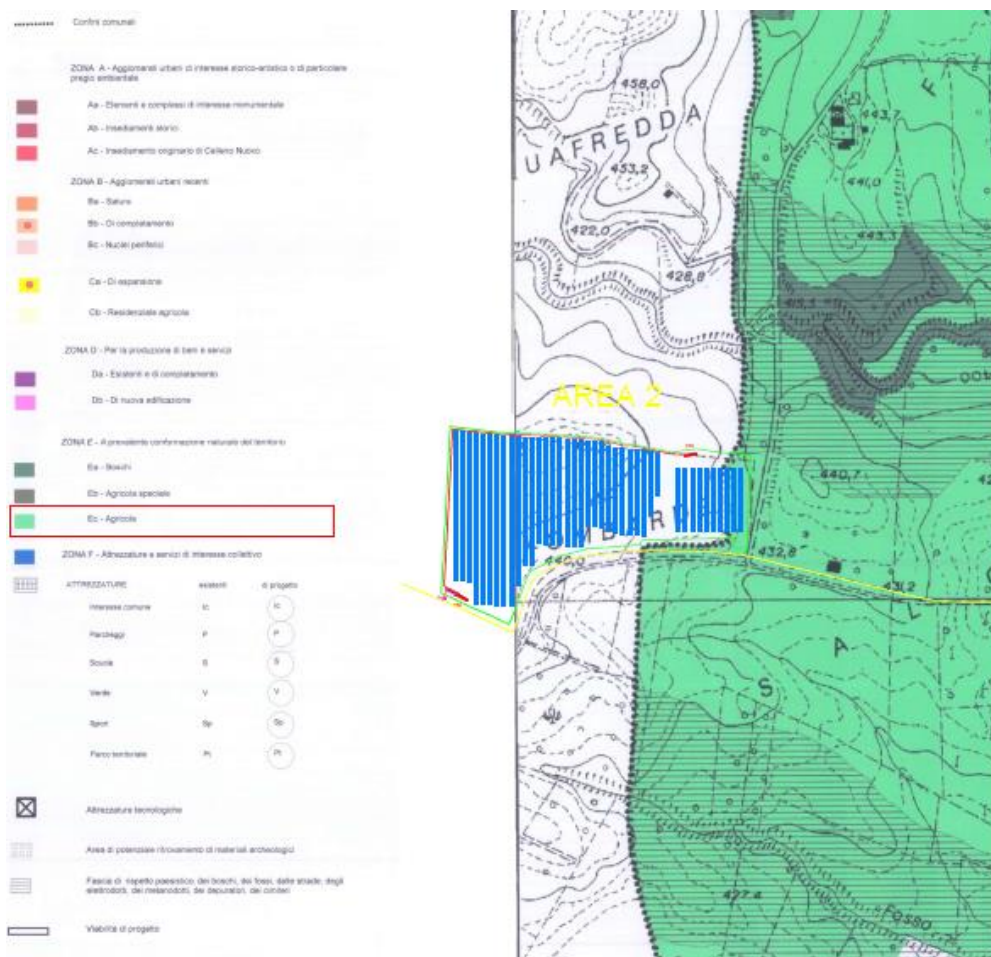 Confini comunali
ZONA A - Agglomerati urbani di interesse storico-artistico o di particolare
pregio ambientale
Aa - Elementi e complessi di interesse monumentale
Ab - Insediamenti storici
Ac - Insediamento originario di Celleno Nuovo
ZONA B - Agglomerati urbani recenti
Ba - Saturo
Bb - Di completamento
Bc - Nuclei periferici
Ca - Di espansione
Cb - Residenziale agricola
ZONA D - Per la produzione di beni e servizi
Da - Esistenti e di completamento
Db - Di nuova edificazione
ZONA E - A prevalente conformazione naturale del territorio
Ea - Boschi
Eb - Agricola speciale
Ec - Agricola
ZONA F - Attrezzature e servizi di interesse collettivo
ATTREZZATURE esistenti di progetto
Interesse comune Ic Ic
Parcheggi P P
Scuole S S
Verde V V
Sport Sp Sp
Parco territoriale Pt Pt
Attrezzature tecnologiche
Area di potenziale ritrovamento di materiali archeologici
Fascia di rispetto paesistico, dei boschi, dei fossi, delle strade, degli
elettrodotti, dei metanodotti, dei depuratori, dei cimiteri
Viabilità di progetto
458,0
UAFREDDA
453,2
422,0
428,8
F
443,7
441,0
443,3
AREA 2
440,7
440,0
432,8
431,2
L
A
S
427,4
Fosso